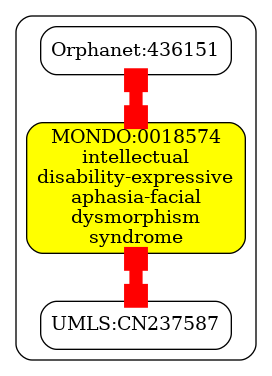 Orphanet:436151
MONDO:0018574
intellectual
disability-expressive
aphasia-facial
dysmorphism
syndrome
UMLS:CN237587